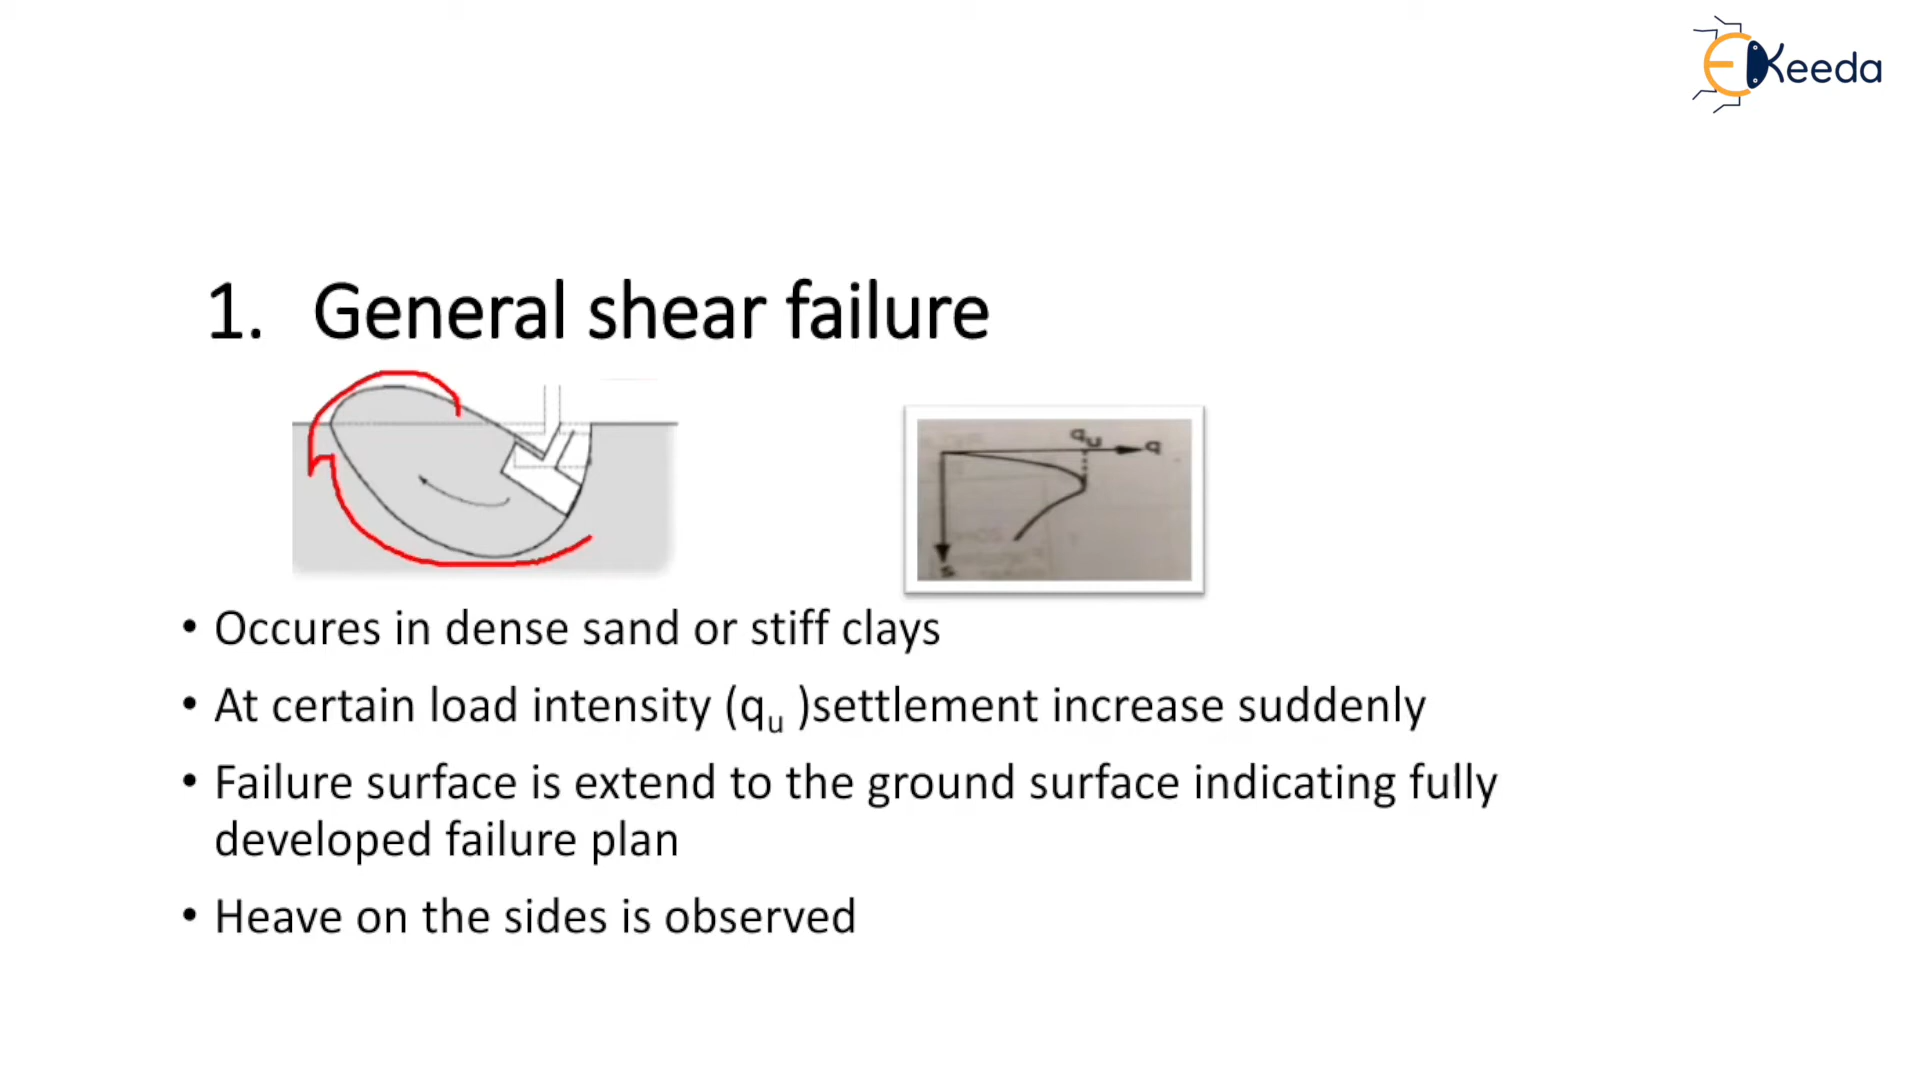 EKeeda
1. General shear failure
qu
q
s
• Occures in dense sand or stiff clays
• At certain load intensity (qu )settlement increase suddenly
• Failure surface is extend to the ground surface indicating fully
developed failure plan
• Heave on the sides is observed